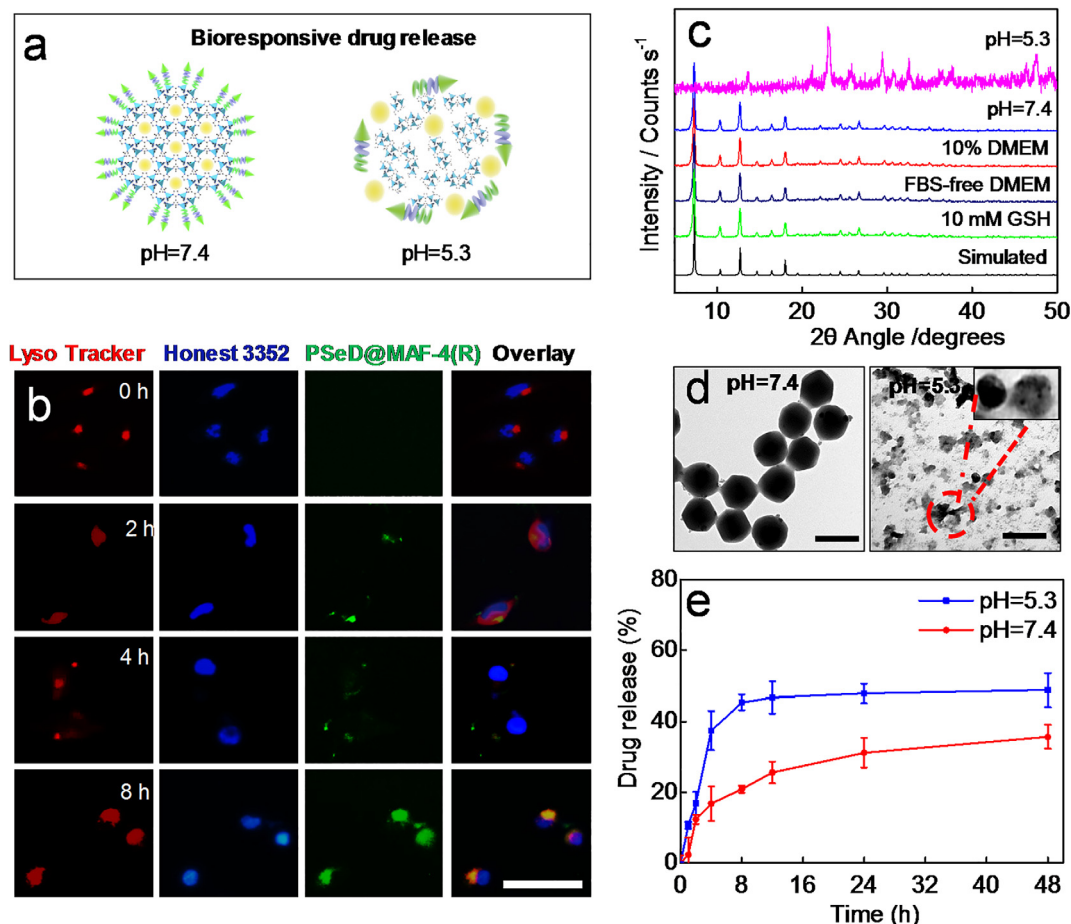 a
Bioresponsive drug release
pH=7.4
pH=5.3
Lyso Tracker
Honest 3352
PSeD@MAF-4(R)
Overlay
b
0 h
2 h
4 h
8 h
c
pH=5.3
pH=7.4
10% DMEM
FBS-free DMEM
10 mM GSH
Simulated
Intensity / Counts s⁻¹
10
20
30
40
50
2θ Angle /degrees
d
pH=7.4
pH=5.3
e
pH=5.3
pH=7.4
Drug release (%)
80
60
40
20
0
0
8
16
24
32
40
48
Time (h)